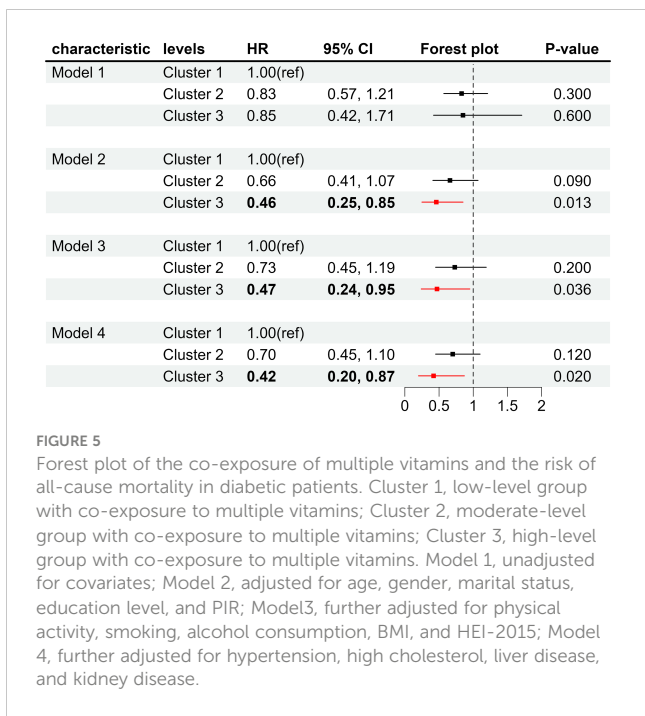 characteristic levels HR 95% CI Forest plot P-value
Model 1 Cluster 1 1.00(ref)
Cluster 2 0.83 0.57, 1.21 0.300
Cluster 3 0.85 0.42, 1.71 0.600
Model 2 Cluster 1 1.00(ref)
Cluster 2 0.66 0.41, 1.07 0.090
Cluster 3 0.46 0.25, 0.85 0.013
Model 3 Cluster 1 1.00(ref)
Cluster 2 0.73 0.45, 1.19 0.200
Cluster 3 0.47 0.24, 0.95 0.036
Model 4 Cluster 1 1.00(ref)
Cluster 2 0.70 0.45, 1.10 0.120
Cluster 3 0.42 0.20, 0.87 0.020
0 0.5 1 1.5 2
FIGURE 5
Forest plot of the co-exposure of multiple vitamins and the risk of
all-cause mortality in diabetic patients. Cluster 1, low-level group
with co-exposure to multiple vitamins; Cluster 2, moderate-level
group with co-exposure to multiple vitamins; Cluster 3, high-level
group with co-exposure to multiple vitamins. Model 1, unadjusted
for covariates; Model 2, adjusted for age, gender, marital status,
education level, and PIR; Model3, further adjusted for physical
activity, smoking, alcohol consumption, BMI, and HEI-2015; Model
4, further adjusted for hypertension, high cholesterol, liver disease,
and kidney disease.